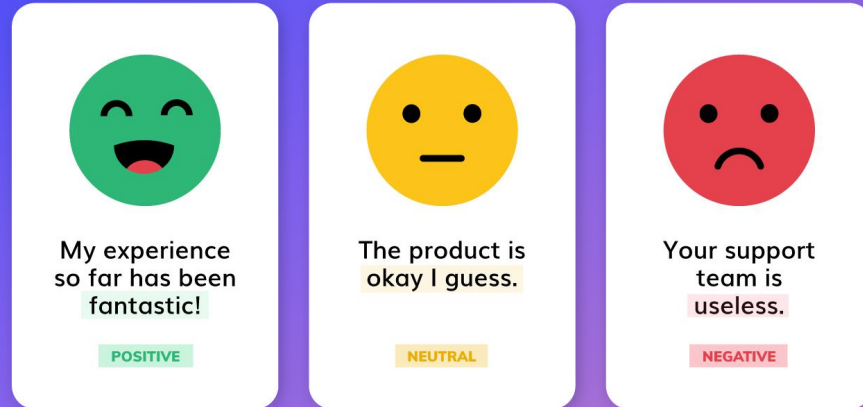 My experience
so far has been
fantastic!
POSITIVE
The product is
okay I guess.
NEUTRAL
Your support
team is
useless.
NEGATIVE